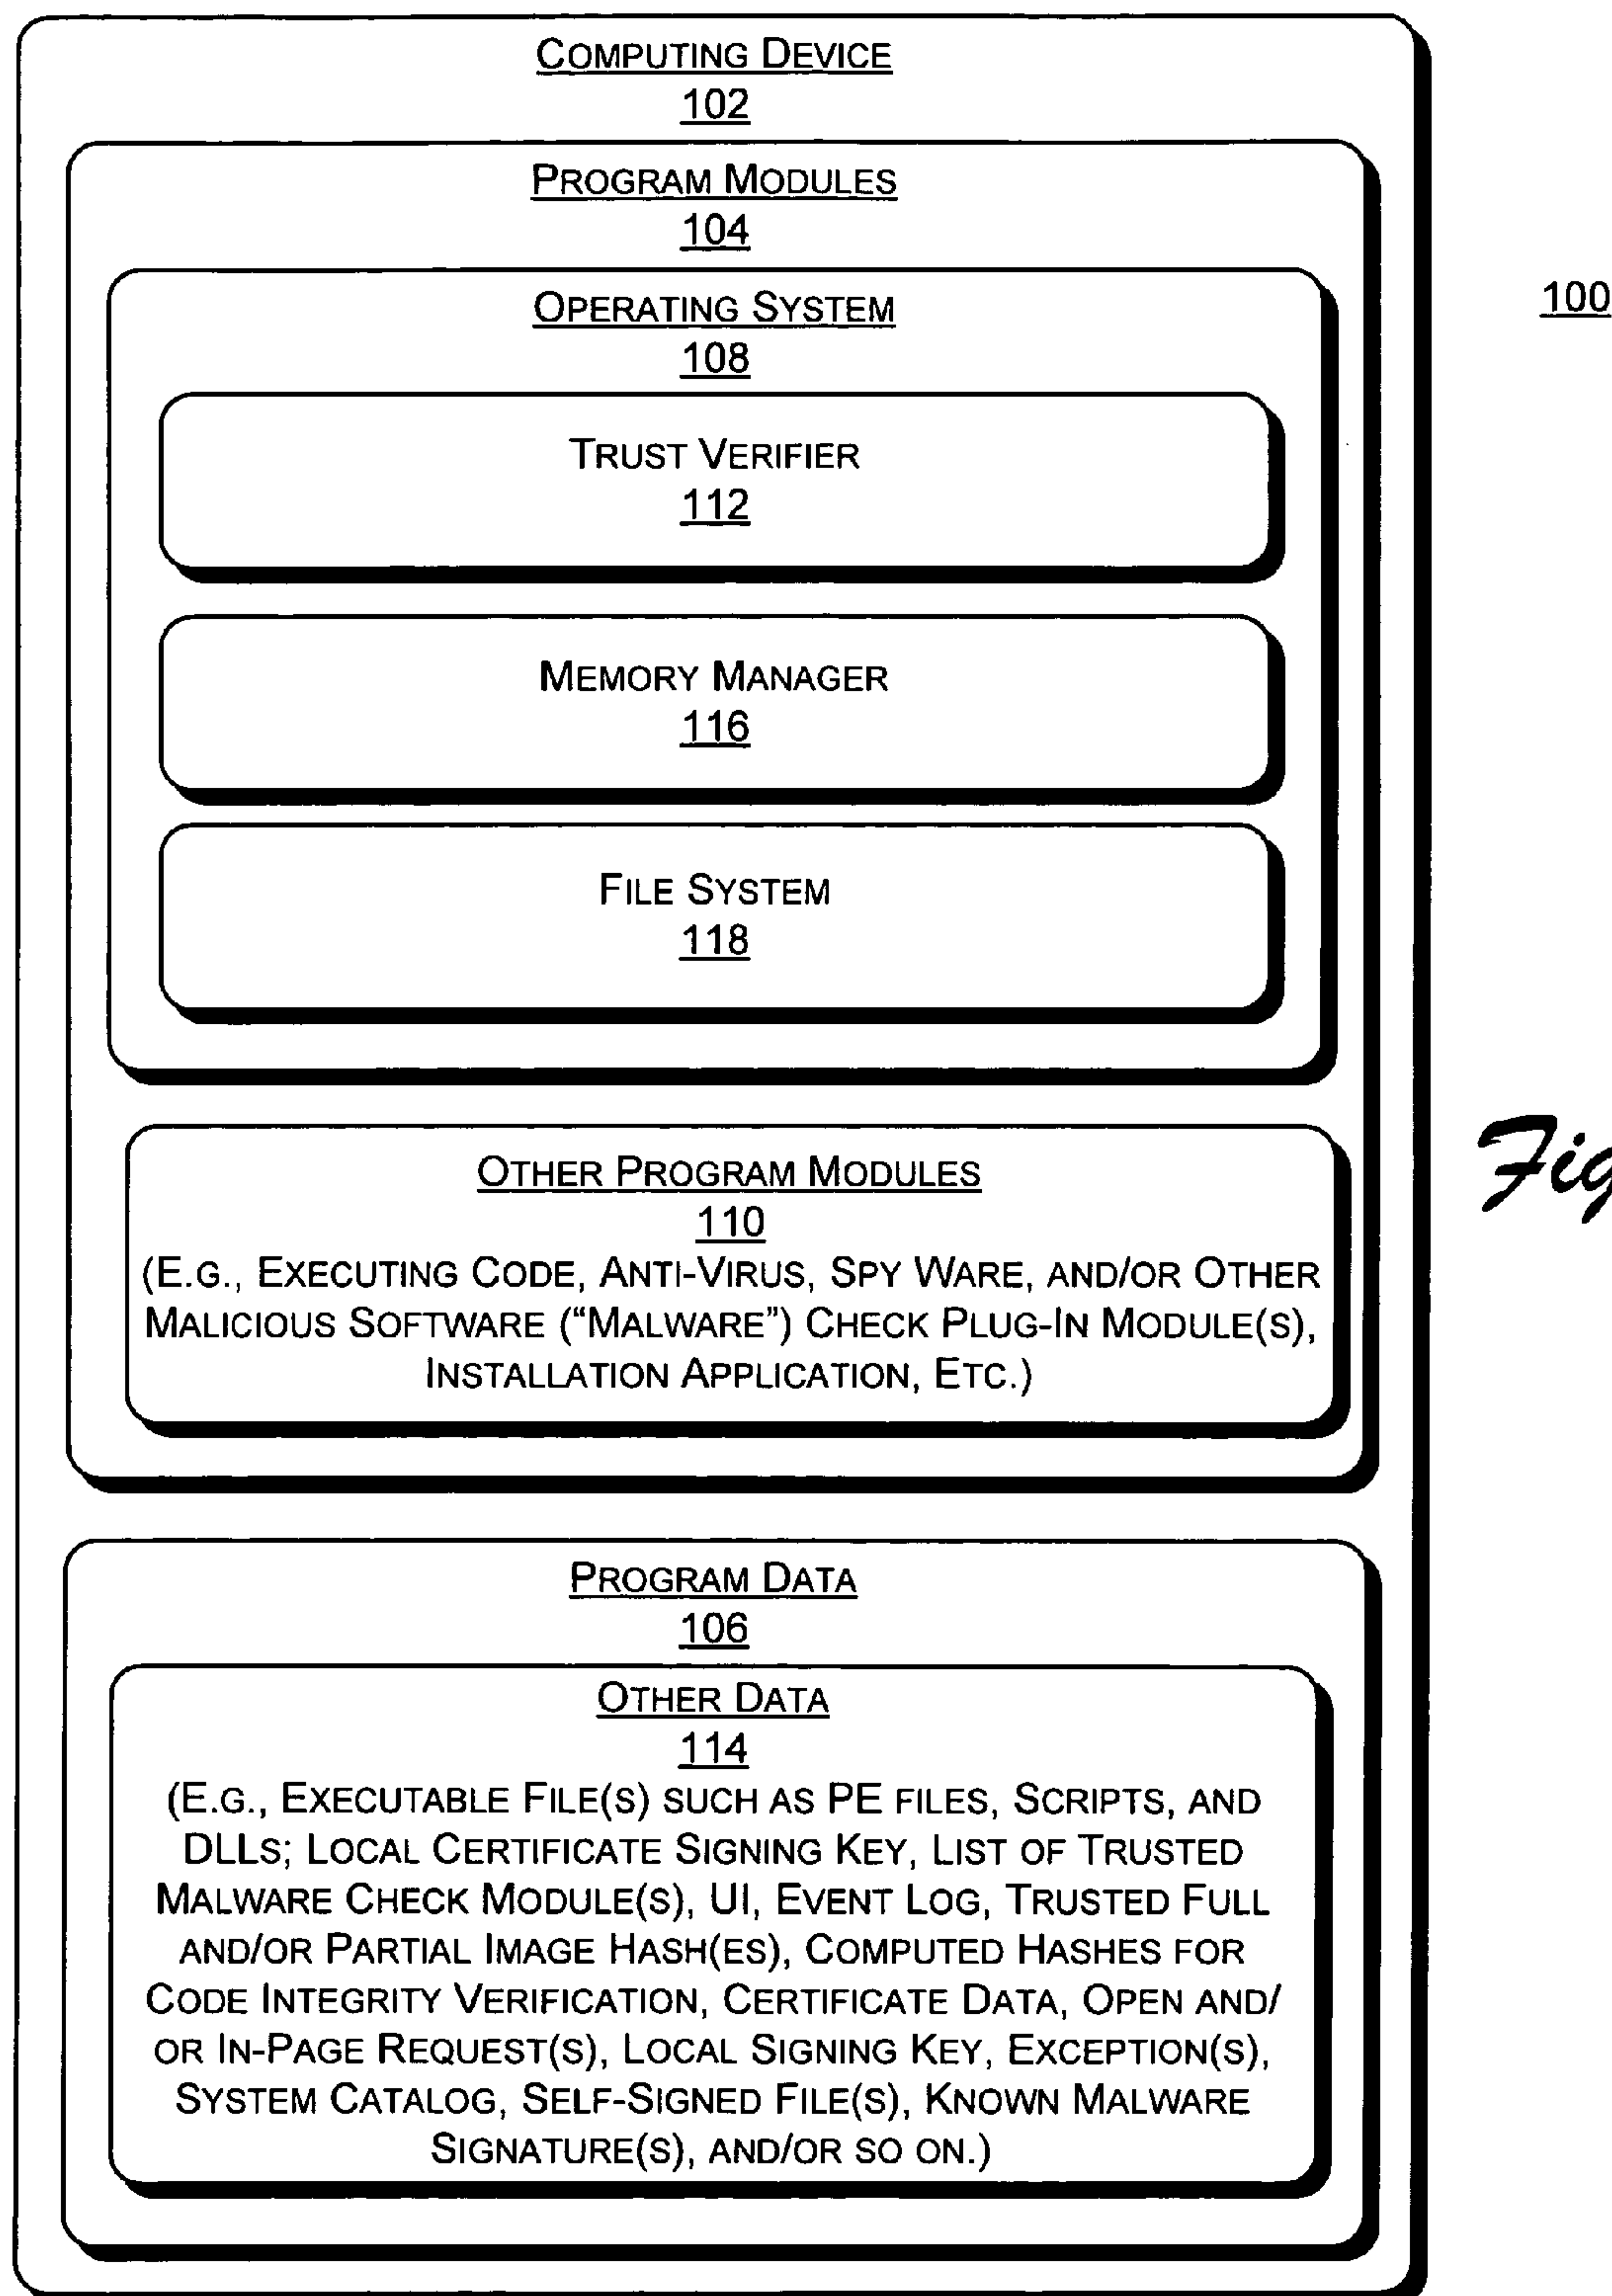 COMPUTING DEVICE
102
PROGRAM MODULES
104
OPERATING SYSTEM
108
100
TRUST VERIFIER
112
MEMORY MANAGER
116
FILE SYSTEM
118
OTHER PROGRAM MODULES
110
(E.G., EXECUTING CODE, ANTI-VIRUS, SPY WARE, AND/OR OTHER
MALICIOUS SOFTWARE (“MALWARE”) CHECK PLUG-IN MODULE(S),
INSTALLATION APPLICATION, ETC.)
Fig
PROGRAM DATA
106
OTHER DATA
114
(E.G., EXECUTABLE FILE(S) SUCH AS PE FILES, SCRIPTS, AND
DLLS; LOCAL CERTIFICATE SIGNING KEY, LIST OF TRUSTED
MALWARE CHECK MODULE(S), UI, EVENT LOG, TRUSTED FULL
AND/OR PARTIAL IMAGE HASH(ES), COMPUTED HASHES FOR
CODE INTEGRITY VERIFICATION, CERTIFICATE DATA, OPEN AND/
OR IN-PAGE REQUEST(S), LOCAL SIGNING KEY, EXCEPTION(S),
SYSTEM CATALOG, SELF-SIGNED FILE(S), KNOWN MALWARE
SIGNATURE(S), AND/OR SO ON.)